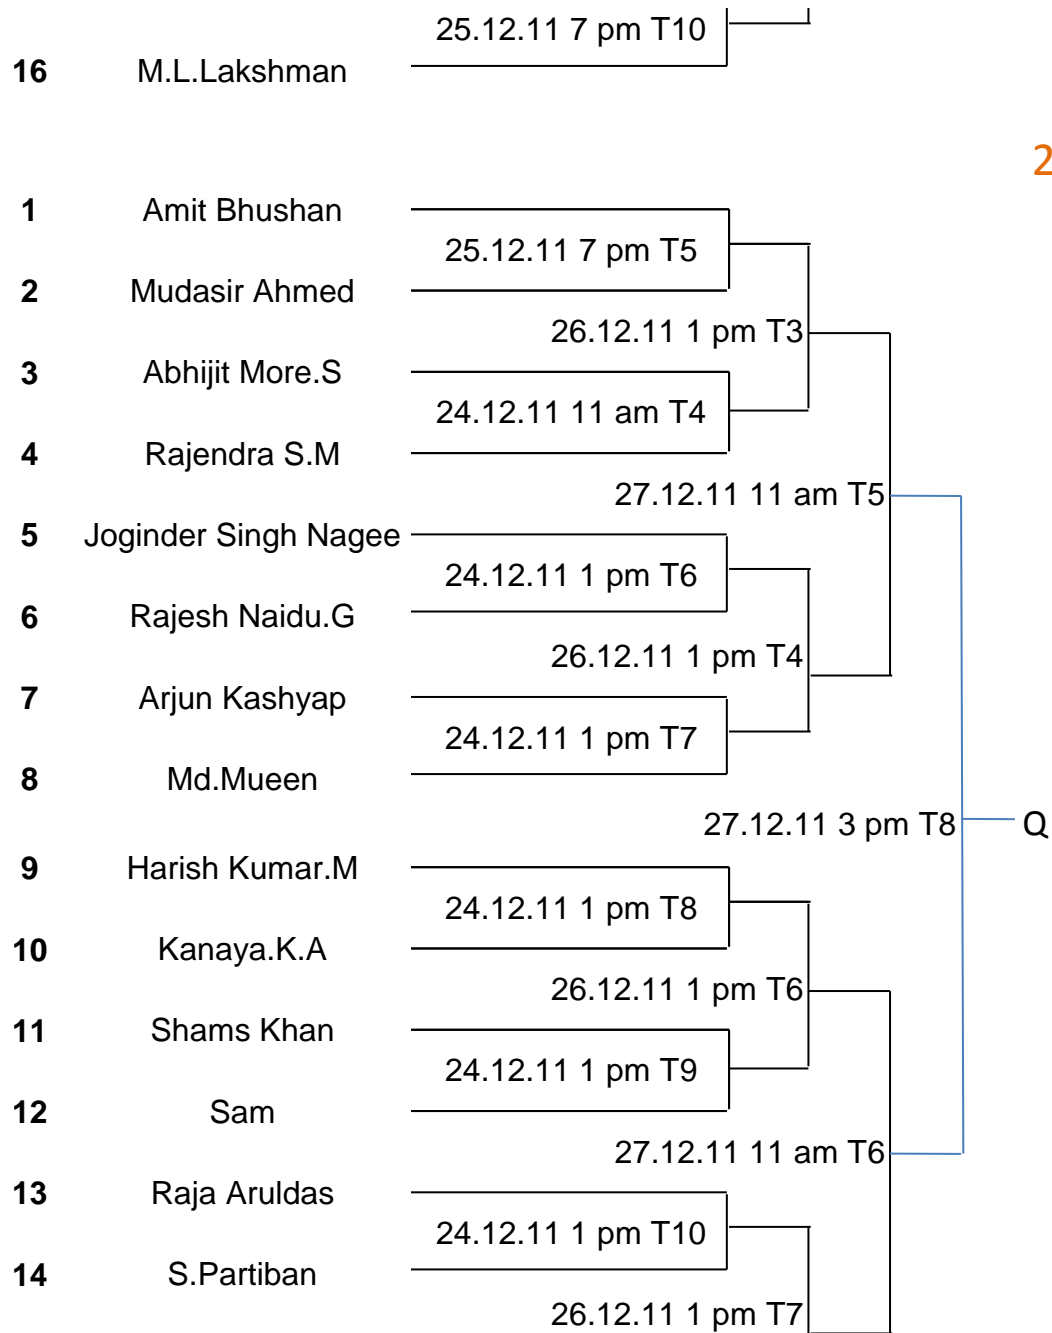 25.12.11 7 pm T10
16 M.L.Lakshman
2
1 Amit Bhushan
25.12.11 7 pm T5
2 Mudasir Ahmed
26.12.11 1 pm T3
3 Abhijit More.S
24.12.11 11 am T4
4 Rajendra S.M
27.12.11 11 am T5
5 Joginder Singh Nagee
24.12.11 1 pm T6
6 Rajesh Naidu.G
26.12.11 1 pm T4
7 Arjun Kashyap
24.12.11 1 pm T7
8 Md.Mueen
27.12.11 3 pm T8 Q
9 Harish Kumar.M
24.12.11 1 pm T8
10 Kanaya.K.A
26.12.11 1 pm T6
11 Shams Khan
24.12.11 1 pm T9
12 Sam
27.12.11 11 am T6
13 Raja Aruldas
24.12.11 1 pm T10
14 S.Partiban
26.12.11 1 pm T7